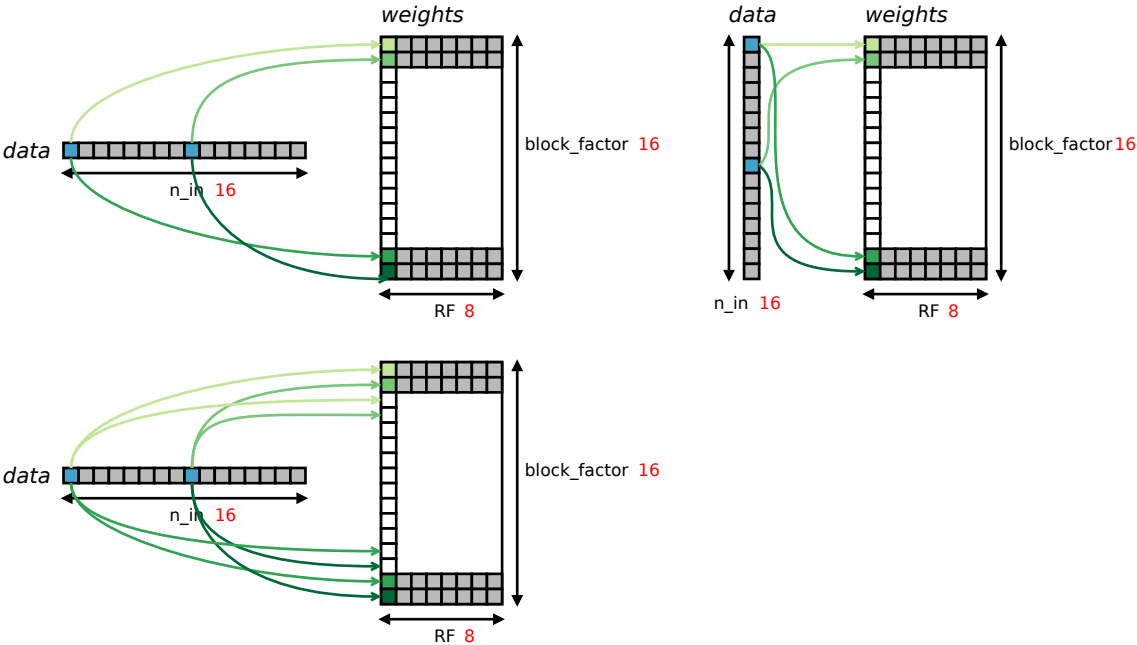 weights
data
block_factor 16
n_in 16
RF 8
data weights
block_factor 16
n_in 16
RF 8
data
block_factor 16
n_in 16
RF 8